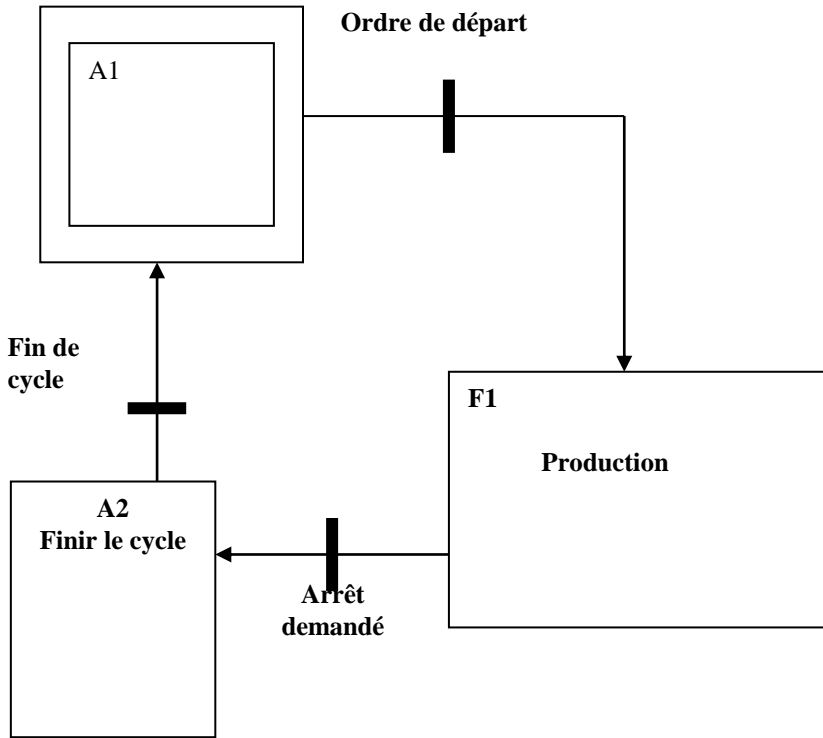 Ordre de départ
A1
Fin de
cycle
F1
Production
A2
Finir le cycle
Arrêt
demandé